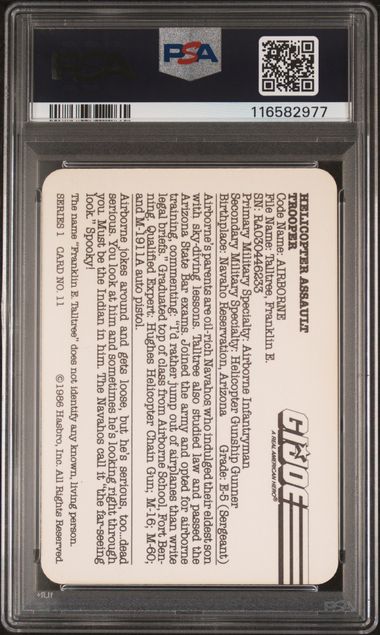 PSA
PSA
116582977
HELICOPTER ASSAULT
TROOPER
Code Name: AIRBORNE
File Name: Talltree, Franklin E.
SN: RA030446233
Primary Military Specialty: Airborne Infantryman
Secondary Military Specialty: Helicopter Gunship Gunner
Birthplace: Navaho Reservation, Arizona Grade: E-5 (Sergeant)
G.I. JOE
A REAL AMERICAN HERO®
Airborne's parents are oil-rich Navahos who indulged their eldest son
with sky-diving lessons. Talltree also studied law and passed the
Arizona State Bar exams. Joined the army and opted for airborne
training, commenting: "I'd rather jump out of airplanes than write
legal briefs." Graduated top of class from Airborne School, Fort Ben-
ning. Qualified Expert: Hughes Helicopter Chain Gun; M-16; M-60;
and M-1911A auto pistol.
Airborne jokes around and gets loose, but he's serious, too...dead
serious. You look at him and sometimes he's looking right through
you. Must be the Indian in him. The Navahos call it "the far-seeing
look." Spooky!
The name "Franklin E. Talltree" does not identify any known, living person.
SERIES 1 CARD NO. 11 ©1986 Hasbro, Inc. All Rights Reserved.